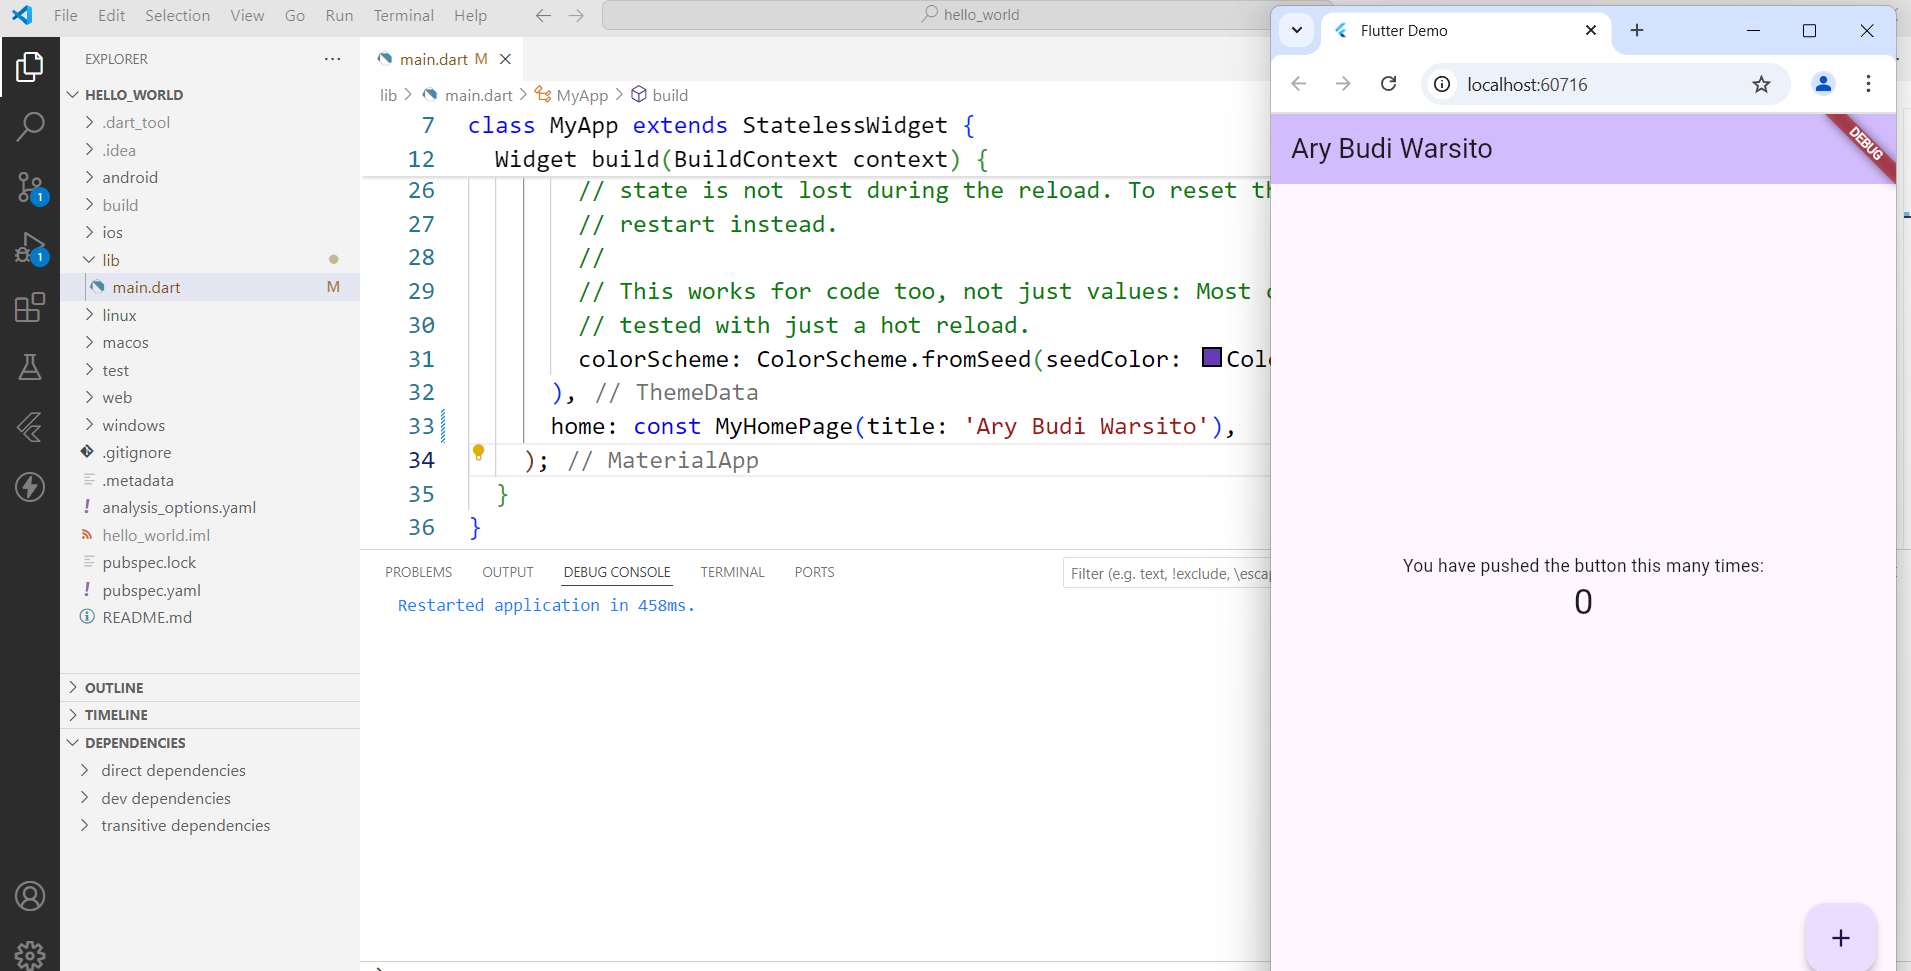 File Edit Selection View Go Run Terminal Help
hello_world
EXPLORER
HELLO_WORLD
.dart_tool
.idea
android
build
ios
lib
main.dart M
linux
macos
test
web
windows
.gitignore
.metadata
analysis_options.yaml
hello_world.iml
pubspec.lock
pubspec.yaml
README.md
OUTLINE
TIMELINE
DEPENDENCIES
direct dependencies
dev dependencies
transitive dependencies
1
1
main.dart M
lib > main.dart > MyApp > build
7 class MyApp extends StatelessWidget {
12 Widget build(BuildContext context) {
26 // state is not lost during the reload. To reset
27 // restart instead.
28 //
29 // This works for code too, not just values: Most
30 // tested with just a hot reload.
31 colorScheme: ColorScheme.fromSeed(seedColor:
32 ), // ThemeData
33 home: const MyHomePage(title: 'Ary Budi Warsito'),
34 ); // MaterialApp
35 }
36 }
PROBLEMS OUTPUT DEBUG CONSOLE TERMINAL PORTS
Filter (e.g. text, !exclude,
Restarted application in 458ms.
Flutter Demo
localhost:60716
Ary Budi Warsito
DEBUG
You have pushed the button this many times:
0
+